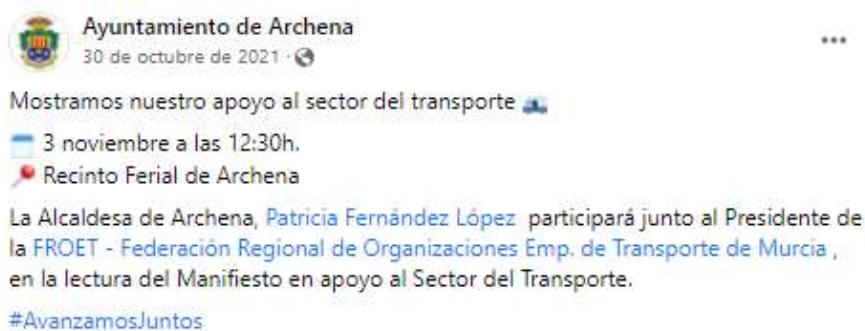 Ayuntamiento de Archena
30 de octubre de 2021 ·
Mostramos nuestro apoyo al sector del transporte
3 noviembre a las 12:30h.
Recinto Ferial de Archena
La Alcaldesa de Archena, Patricia Fernández López participará junto al Presidente de
la FROET - Federación Regional de Organizaciones Emp. de Transporte de Murcia ,
en la lectura del Manifiesto en apoyo al Sector del Transporte.
#AvanzamosJuntos